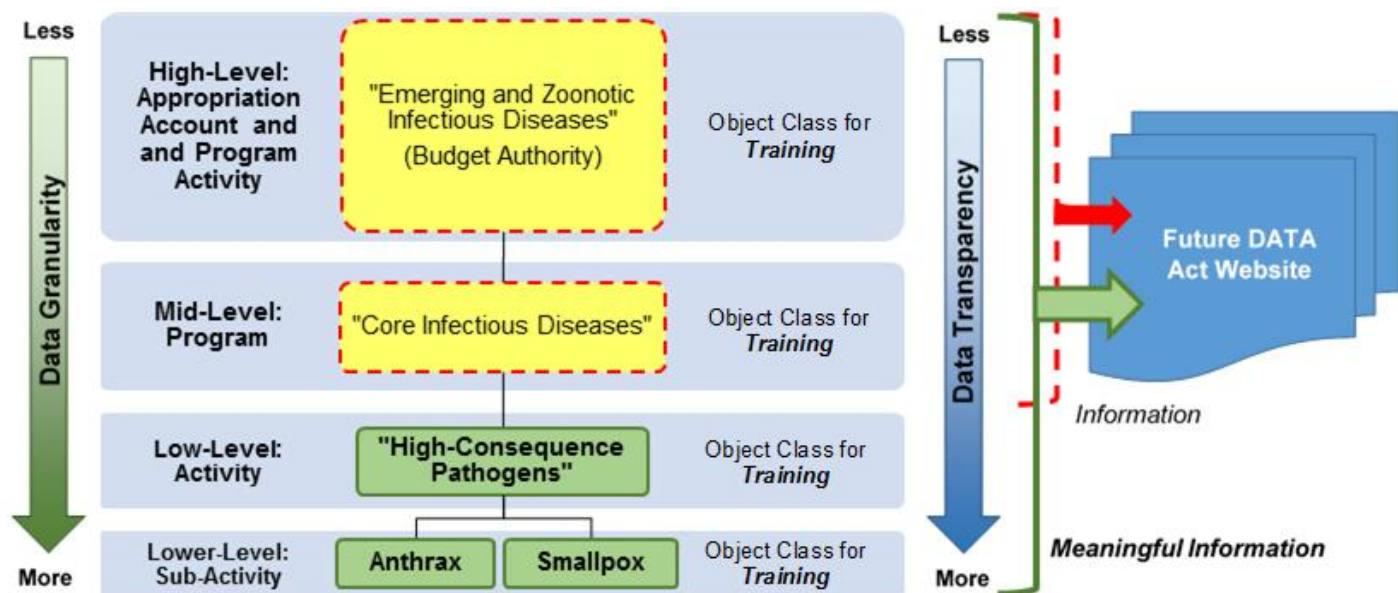 Less
Data Granularity
More
High-Level:
Appropriation
Account and
and Program
Activity
"Emerging and Zoonotic
Infectious Diseases"
(Budget Authority)
Object Class for
Training
Mid-Level:
Program
"Core Infectious Diseases"
Object Class for
Training
Low-Level:
Activity
"High-Consequence
Pathogens"
Object Class for
Training
Lower-Level:
Sub-Activity
Anthrax
Smallpox
Object Class for
Training
Less
Data Transparency
More
Future DATA
Act Website
Information
Meaningful Information